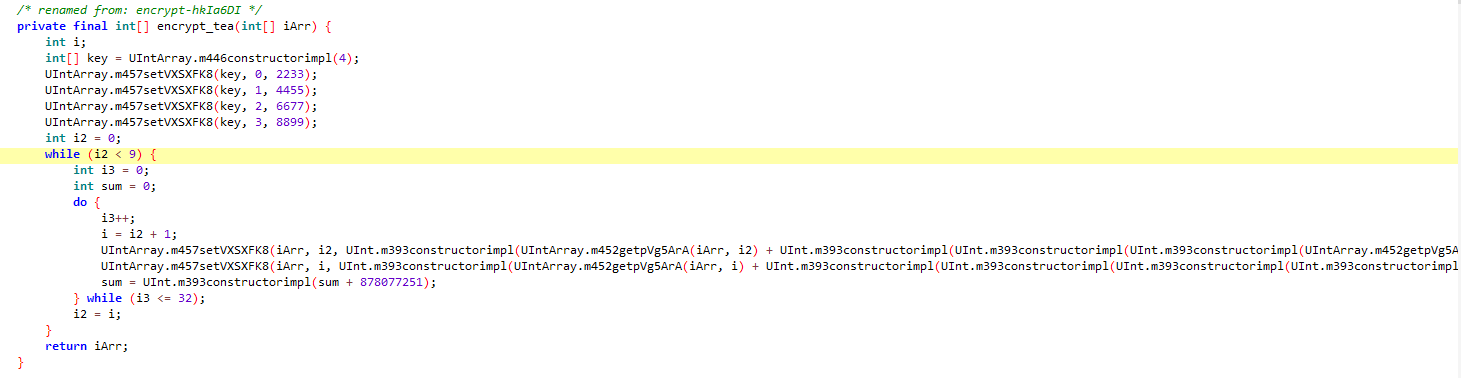 /* renamed from: encrypt-hkIa6DI */
private final int[] encrypt_tea(int[] iArr) {
int i;
int[] key = UIntArray.m446constructorimpl(4);
UIntArray.m457setVXSXFK8(key, 0, 2233);
UIntArray.m457setVXSXFK8(key, 1, 4455);
UIntArray.m457setVXSXFK8(key, 2, 6677);
UIntArray.m457setVXSXFK8(key, 3, 8899);
int i2 = 0;
while (i2 < 9) {
int i3 = 0;
int sum = 0;
do {
i3++;
i = i2 + 1;
UIntArray.m457setVXSXFK8(iArr, i2, UInt.m393constructorimpl(UIntArray.m452getpVg5ArA(iArr, i2) + UInt.m393constructorimpl(UInt.m393constructorimpl(UInt.m393constructorimpl(UInt.m393constructorimpl(UIntArray.m452getpVg5A
UIntArray.m457setVXSXFK8(iArr, i, UInt.m393constructorimpl(UIntArray.m452getpVg5ArA(iArr, i) + UInt.m393constructorimpl(UInt.m393constructorimpl(UInt.m393constructorimpl(UInt.m393constructorimpl(UInt.m393constructorimpl
sum = UInt.m393constructorimpl(sum + 878077251);
} while (i3 <= 32);
i2 = i;
}
return iArr;
}